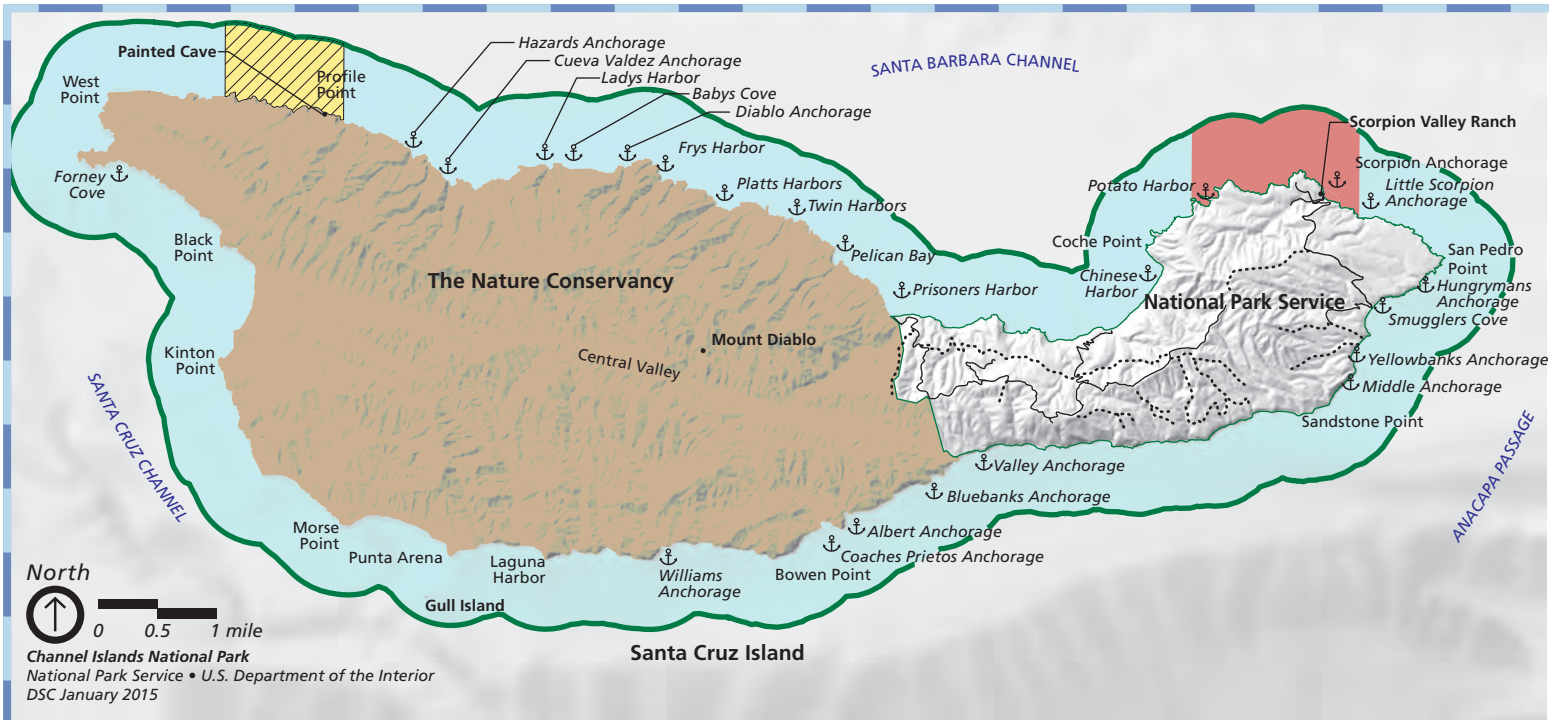 Hazards Anchorage
Painted Cave
Cueva Valdez Anchorage
SANTA BARBARA CHANNEL
Profile
Point
Ladys Harbor
West
Point
Babys Cove
Diablo Anchorage
Scorpion Valley Ranch
Frys Harbor
Scorpion Anchorage
Forney
Cove
Platts Harbors
Potato Harbor
Little Scorpion
Anchorage
Twin Harbors
Black
Point
Coche Point
Pelican Bay
San Pedro
Point
Chinese
Harbor
The Nature Conservancy
Prisoners Harbor
Hungrymans
Anchorage
National Park Service
Smugglers Cove
Mount Diablo
Kinton
Point
Central Valley
Yellowbanks Anchorage
Middle Anchorage
SANTA CRUZ CHANNEL
Sandstone Point
ANACAPA PASSAGE
Valley Anchorage
Bluebanks Anchorage
Morse
Point
Albert Anchorage
Punta Arena
Coaches Prietos Anchorage
Laguna
Harbor
Williams
Anchorage
Bowen Point
North
Gull Island
0 0.5 1 mile
Santa Cruz Island
Channel Islands National Park
National Park Service • U.S. Department of the Interior
DSC January 2015